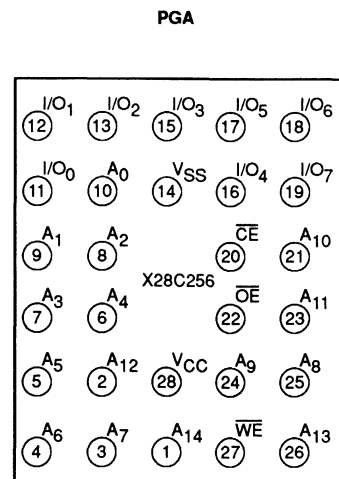 PGA
I/O1 I/O2 I/O3 I/O5 I/O6
12 13 15 17 18
I/O0 A0 VSS I/O4 I/O7
11 10 14 16 19
A1 A2 CE A10
9 8 20 21
X28C256
A3 A4 OE A11
7 6 22 23
A5 A12 VCC A9 A8
5 2 28 24 25
A6 A7 A14 WE A13
4 3 1 27 26